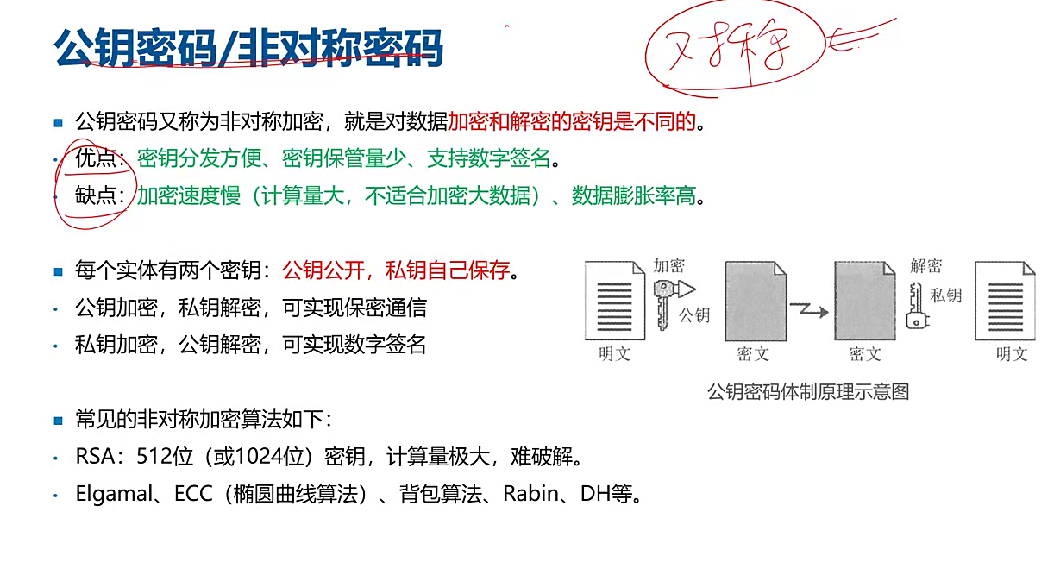 公钥密码/非对称密码
公钥密码又称为非对称加密，就是对数据加密和解密的密钥是不同的。
优点：密钥分发方便、密钥保管量少、支持数字签名。
缺点：加密速度慢（计算量大，不适合加密大数据）、数据膨胀率高。
每个实体有两个密钥：公钥公开，私钥自己保存。
公钥加密，私钥解密，可实现保密通信
私钥加密，公钥解密，可实现数字签名
加密
公钥
解密
私钥
明文
密文
密文
明文
公钥密码体制原理示意图
常见的非对称加密算法如下：
RSA：512位（或1024位）密钥，计算量极大，难破解。
Elgamal、ECC（椭圆曲线算法）、背包算法、Rabin、DH等。